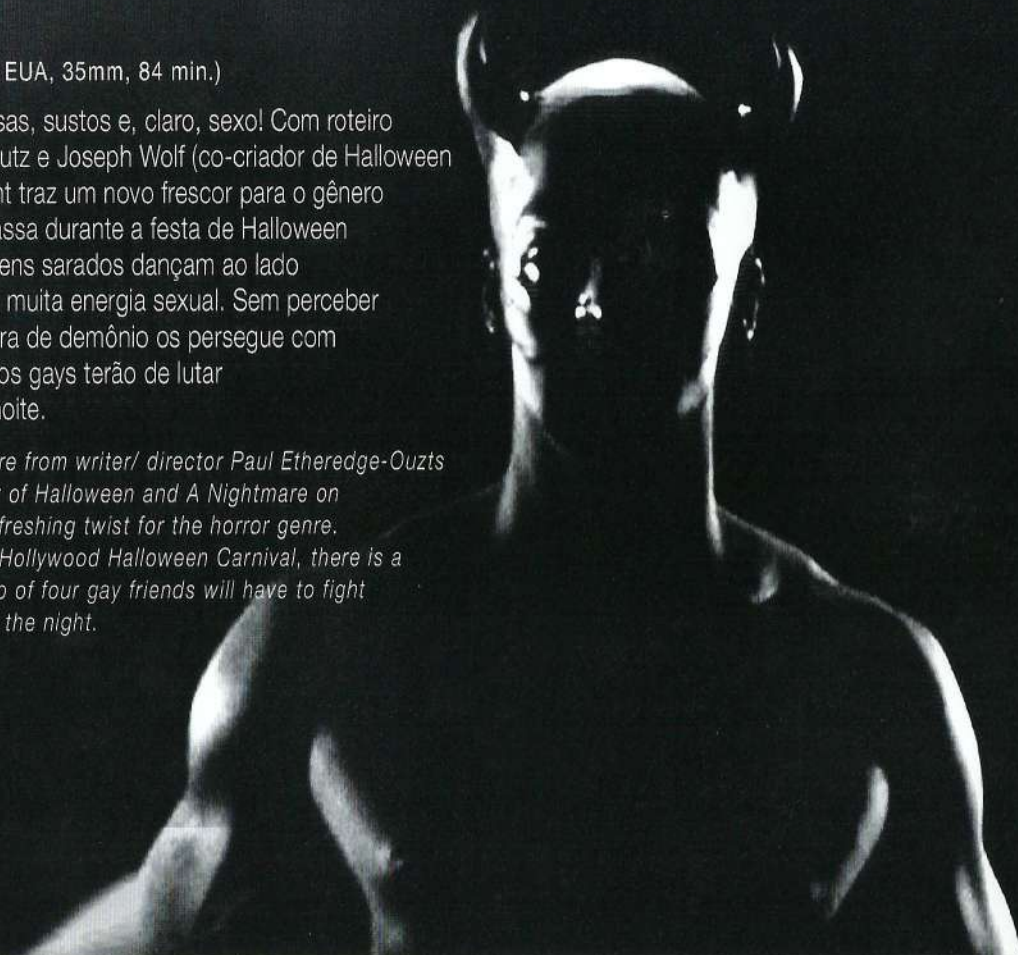 EUA, 35mm, 84 min.)
sas, sustos e, claro, sexo! Com roteiro
utz e Joseph Wolf (co-criador de Halloween
nt traz um novo frescor para o gênero
assa durante a festa de Halloween
ens sarados dançam ao lado
muita energia sexual. Sem perceber
ra de demônio os persegue com
os gays terão de lutar
noite.
re from writer/ director Paul Etheredge-Ouzts
of Halloween and A Nightmare on
freshing twist for the horror genre.
Hollywood Halloween Carnival, there is a
of four gay friends will have to fight
the night.